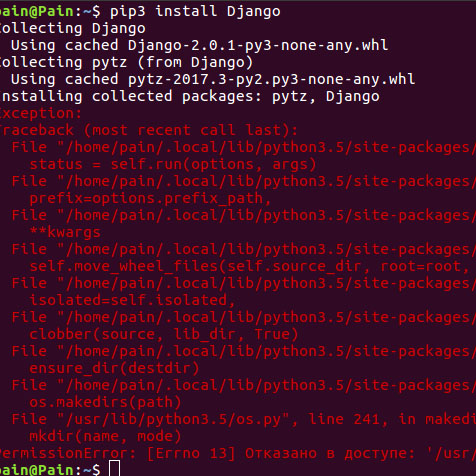 pain@Pain:~$ pip3 install Django
Collecting Django
Using cached Django-2.0.1-py3-none-any.whl
Collecting pytz (from Django)
Using cached pytz-2017.3-py2.py3-none-any.whl
Installing collected packages: pytz, Django
Exception:
Traceback (most recent call last):
File "/home/pain/.local/lib/python3.5/site-packages/
status = self.run(options, args)
File "/home/pain/.local/lib/python3.5/site-packages/
prefix=options.prefix_path,
File "/home/pain/.local/lib/python3.5/site-packages/
**kwargs
File "/home/pain/.local/lib/python3.5/site-packages/
self.move_wheel_files(self.source_dir, root=root,
File "/home/pain/.local/lib/python3.5/site-packages/
isolated=self.isolated,
File "/home/pain/.local/lib/python3.5/site-packages/
clobber(source, lib_dir, True)
File "/home/pain/.local/lib/python3.5/site-packages/
ensure_dir(destdir)
File "/home/pain/.local/lib/python3.5/site-packages/
os.makedirs(path)
File "/usr/lib/python3.5/os.py", line 241, in makedi
mkdir(name, mode)
PermissionError: [Errno 13] Отказано в доступе: '/usr
pain@Pain:~$